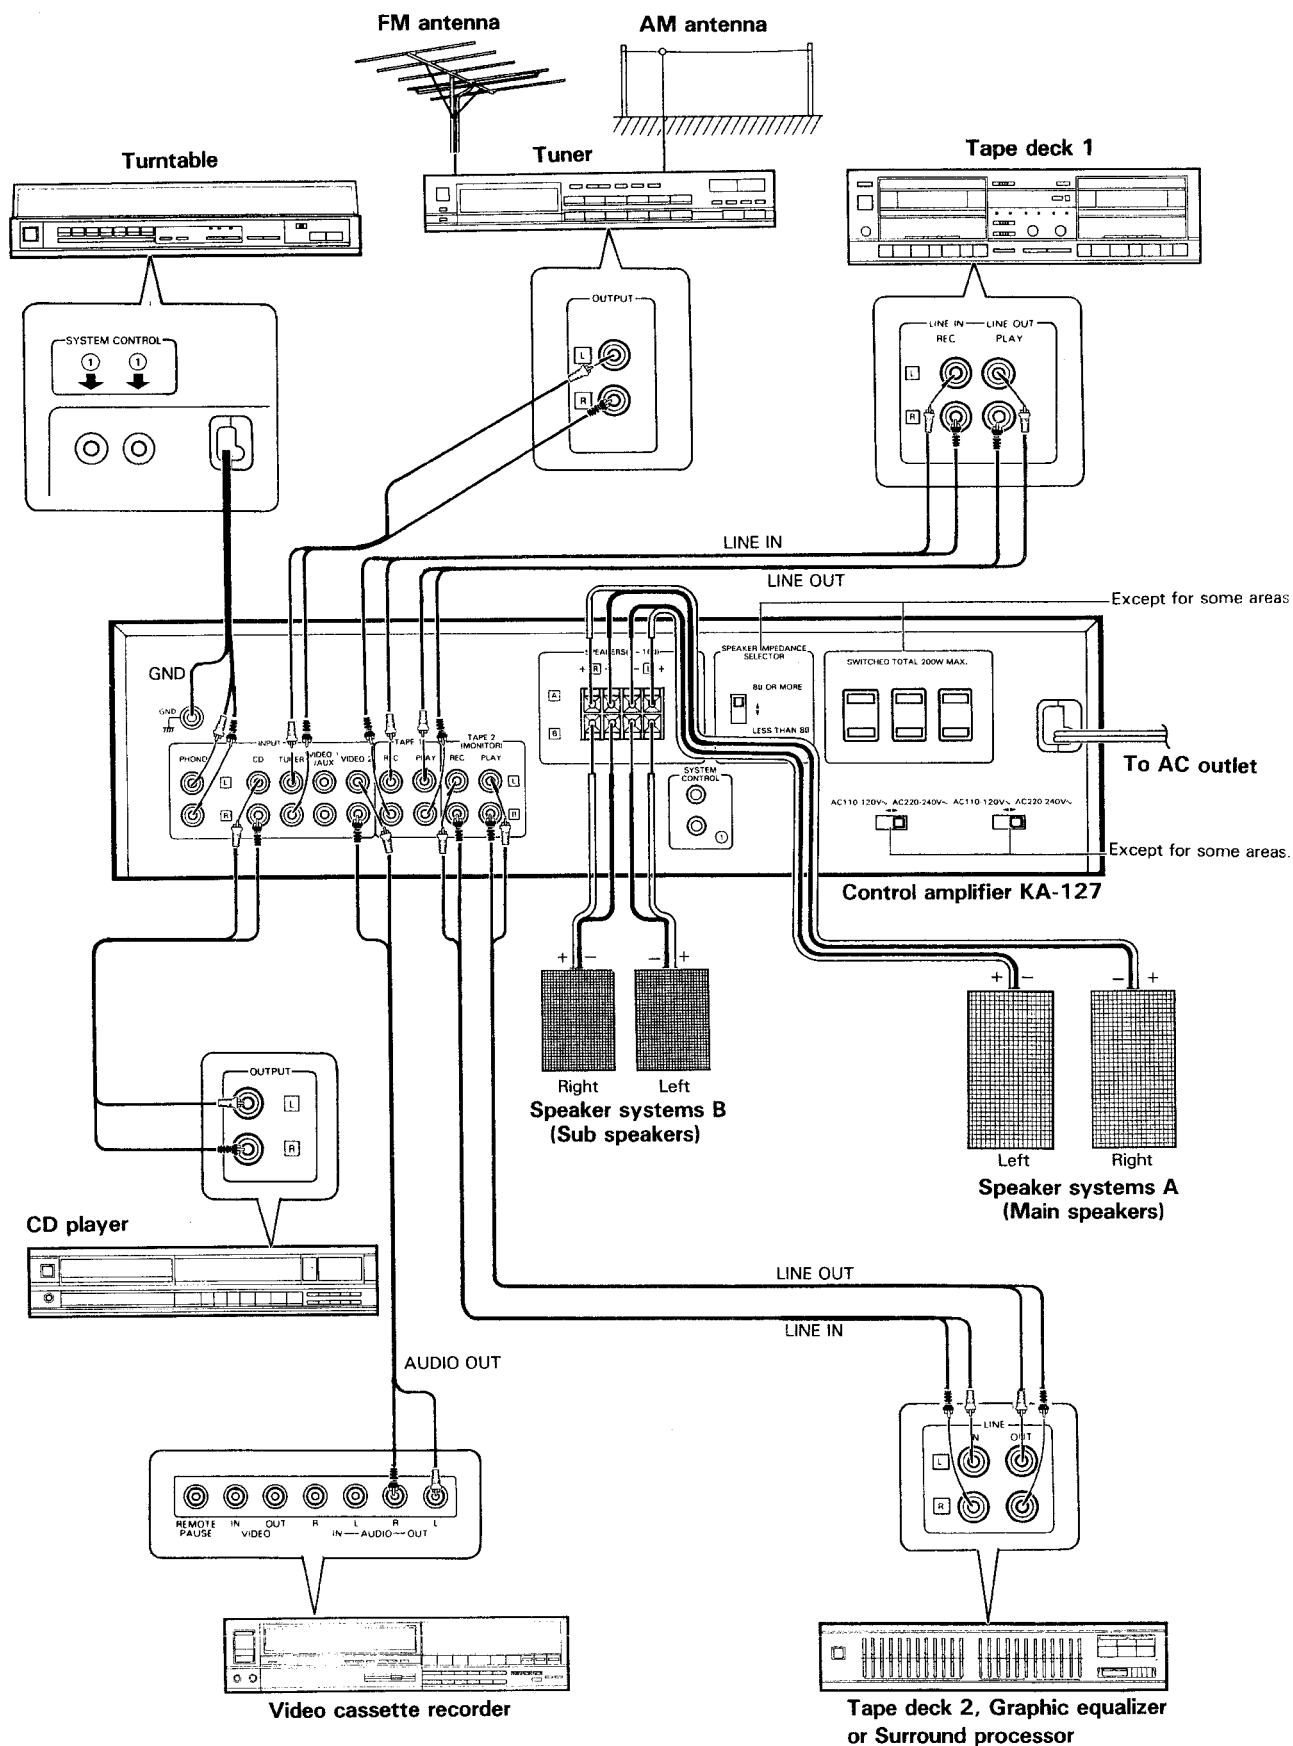 FM antenna
AM antenna
Turntable
Tuner
Tape deck 1
SYSTEM CONTROL
1 1
OUTPUT
L
R
LINE IN LINE OUT
REC PLAY
L
R
LINE IN
LINE OUT
Except for some areas
GND
GND
SPEAKERS
+ R - - L +
A
B
SPEAKER IMPEDANCE
SELECTOR
8Ω OR MORE
LESS THAN 8Ω
SWITCHED TOTAL 200W MAX.
To AC outlet
INPUT
TAPE 1
TAPE 2
(MONITOR)
PHONO
CD
TUNER
VIDEO 1
/AUX
VIDEO 2
REC
PLAY
REC
PLAY
L
R
L
R
SYSTEM
CONTROL
1
AC110-120V~ AC220-240V~ AC110-120V~ AC220-240V~
Except for some areas.
Control amplifier KA-127
+ - - +
Right Left
Speaker systems B
(Sub speakers)
+ - - +
Left Right
Speaker systems A
(Main speakers)
OUTPUT
L
R
CD player
LINE OUT
LINE IN
AUDIO OUT
LINE
IN OUT
L
R
REMOTE IN OUT R L R L
PAUSE VIDEO IN AUDIO OUT
Video cassette recorder
Tape deck 2, Graphic equalizer
or Surround processor